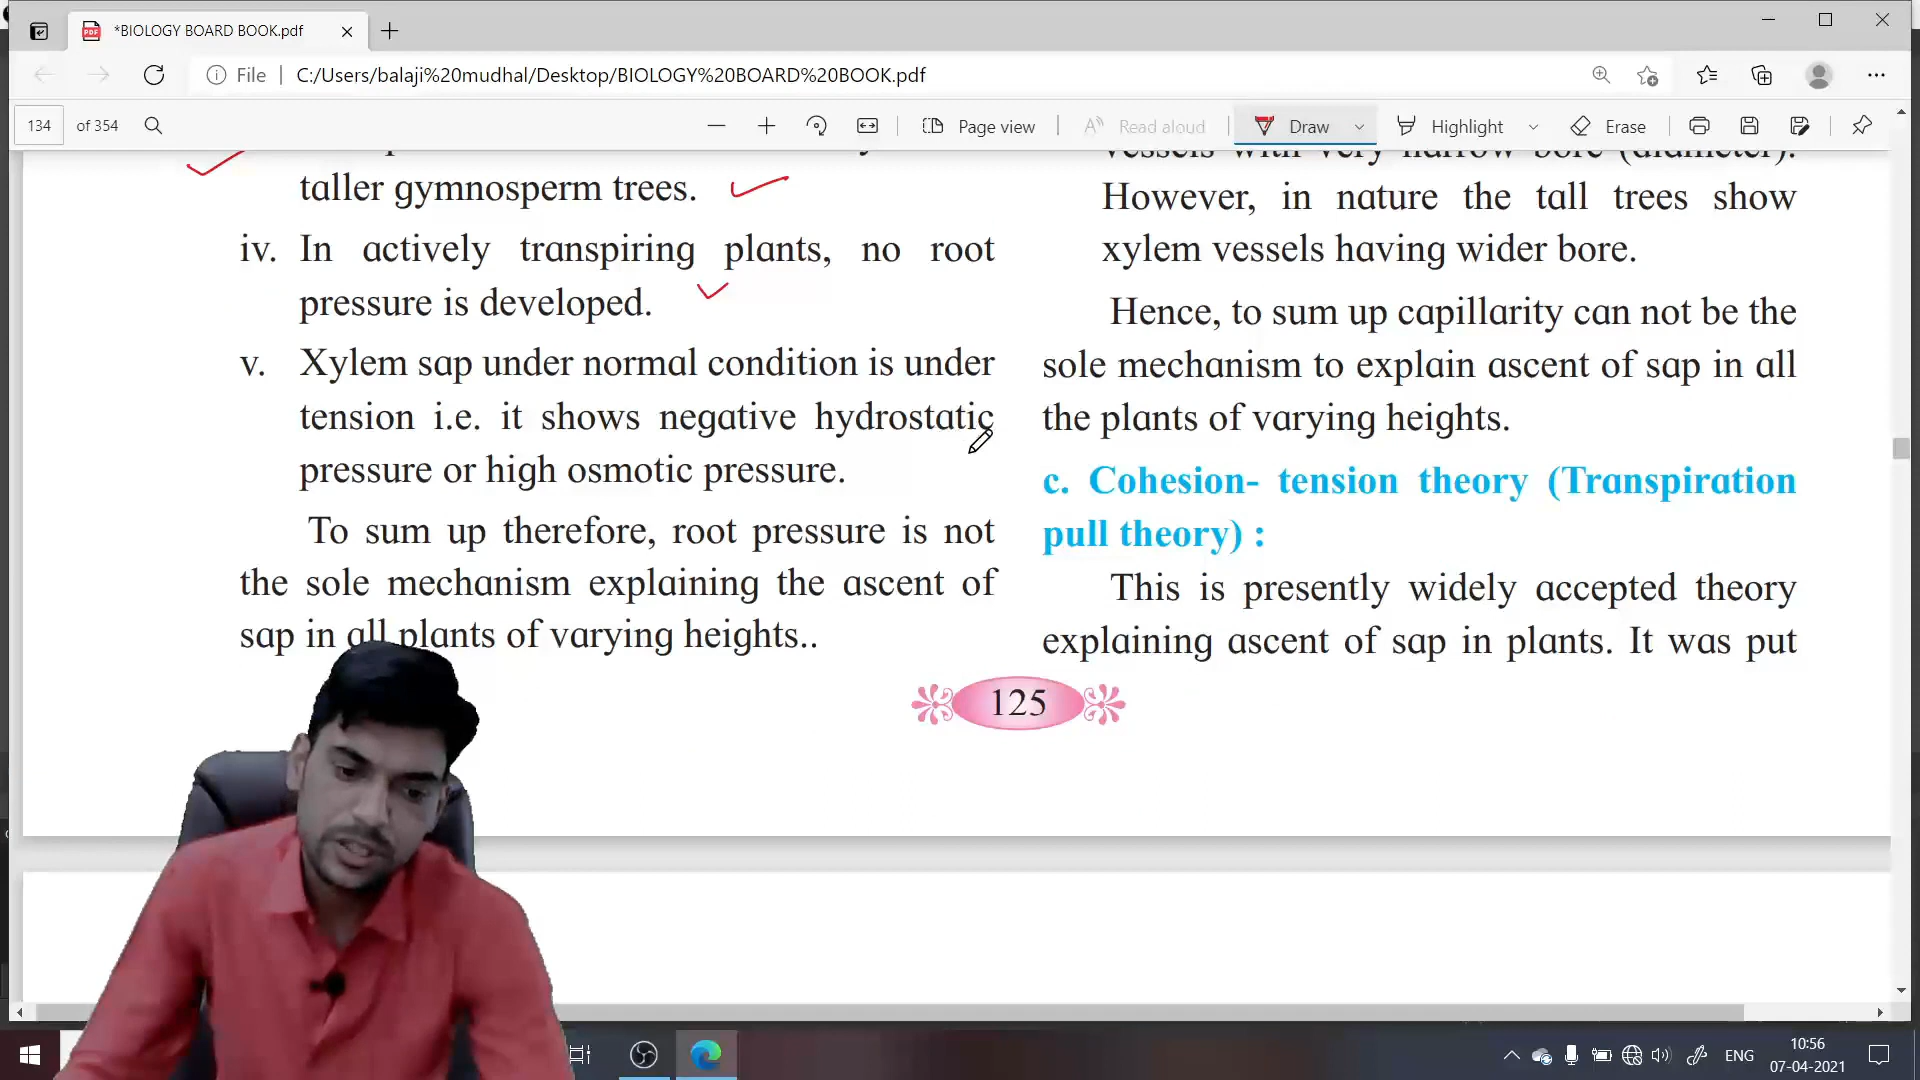 *BIOLOGY BOARD BOOK.pdf
File
C:/Users/balaji%20mudhal/Desktop/BIOLOGY%20BOARD%20BOOK.pdf
134 of 354
Page view
Read aloud
Draw
Highlight
Erase
taller gymnosperm trees.
iv. In actively transpiring plants, no root
pressure is developed.
v. Xylem sap under normal condition is under
tension i.e. it shows negative hydrostatic
pressure or high osmotic pressure.
To sum up therefore, root pressure is not
the sole mechanism explaining the ascent of
sap in all plants of varying heights..
vessels with very narrow bore (diameter).
However, in nature the tall trees show
xylem vessels having wider bore.
Hence, to sum up capillarity can not be the
sole mechanism to explain ascent of sap in all
the plants of varying heights.
c. Cohesion- tension theory (Transpiration
pull theory) :
This is presently widely accepted theory
explaining ascent of sap in plants. It was put
125
ENG
10:56
07-04-2021